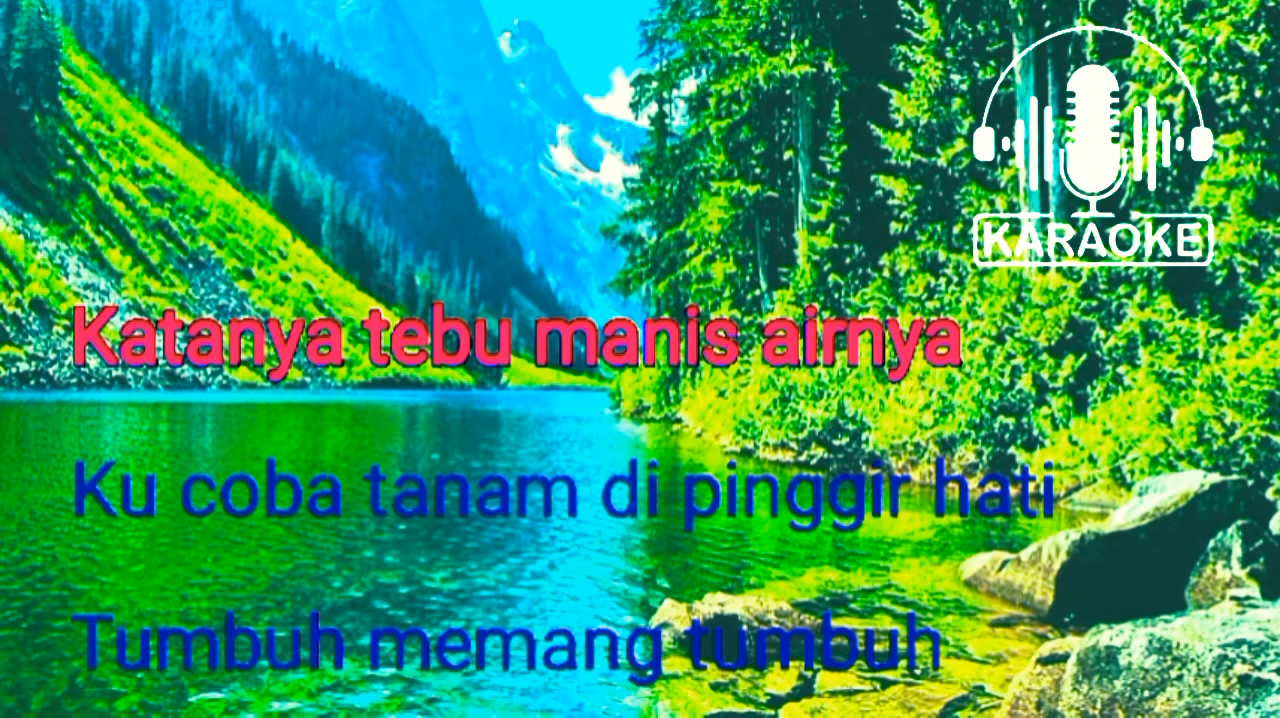 KARAOKE
Katanya tebu manis airnya
Ku coba tanam di pinggir hati
Tumbuh memang tumbuh